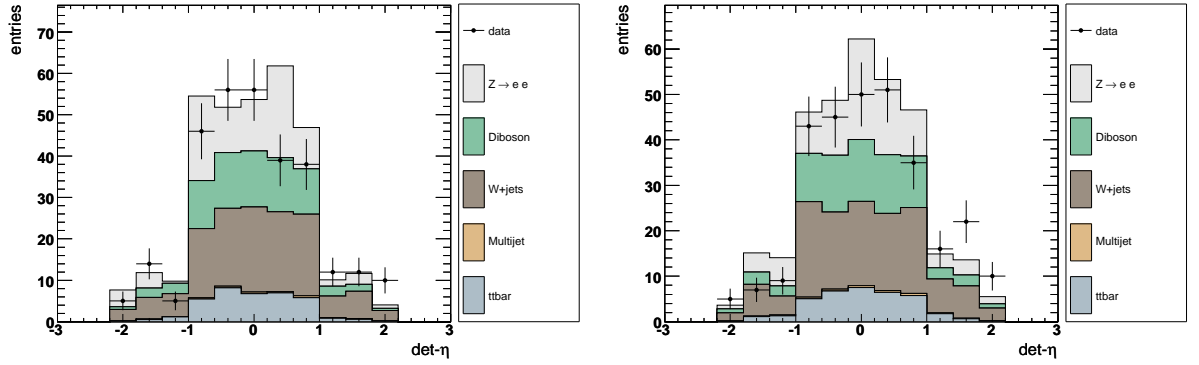 entries
70
60
50
40
30
20
10
0
-3 -2 -1 0 1 2 3
det-η
data
Z → e e
Diboson
W+jets
Multijet
ttbar
entries
60
50
40
30
20
10
0
-3 -2 -1 0 1 2 3
det-η
data
Z → e e
Diboson
W+jets
Multijet
ttbar